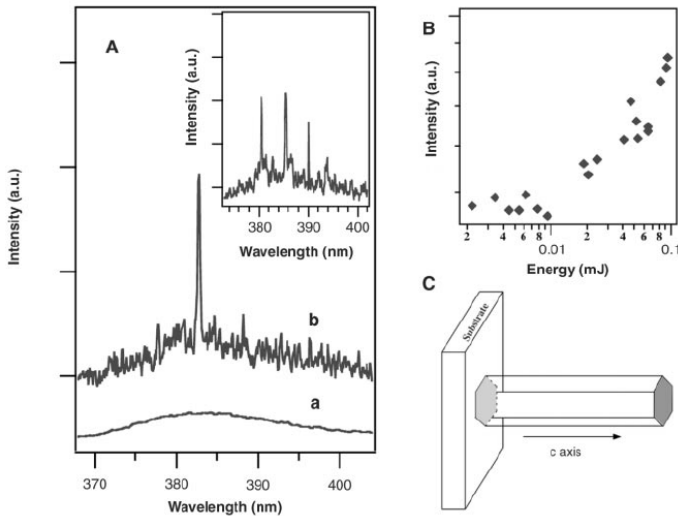 A
Intensity (a.u.)
b
a
370 380 390 400
Wavelength (nm)
Intensity (a.u.)
380 390 400
Wavelength (nm)
B
Intensity (a.u.)
2 4 6 8 0.01 2 4 6 8 0.1
Energy (mJ)
C
Substrate
c axis